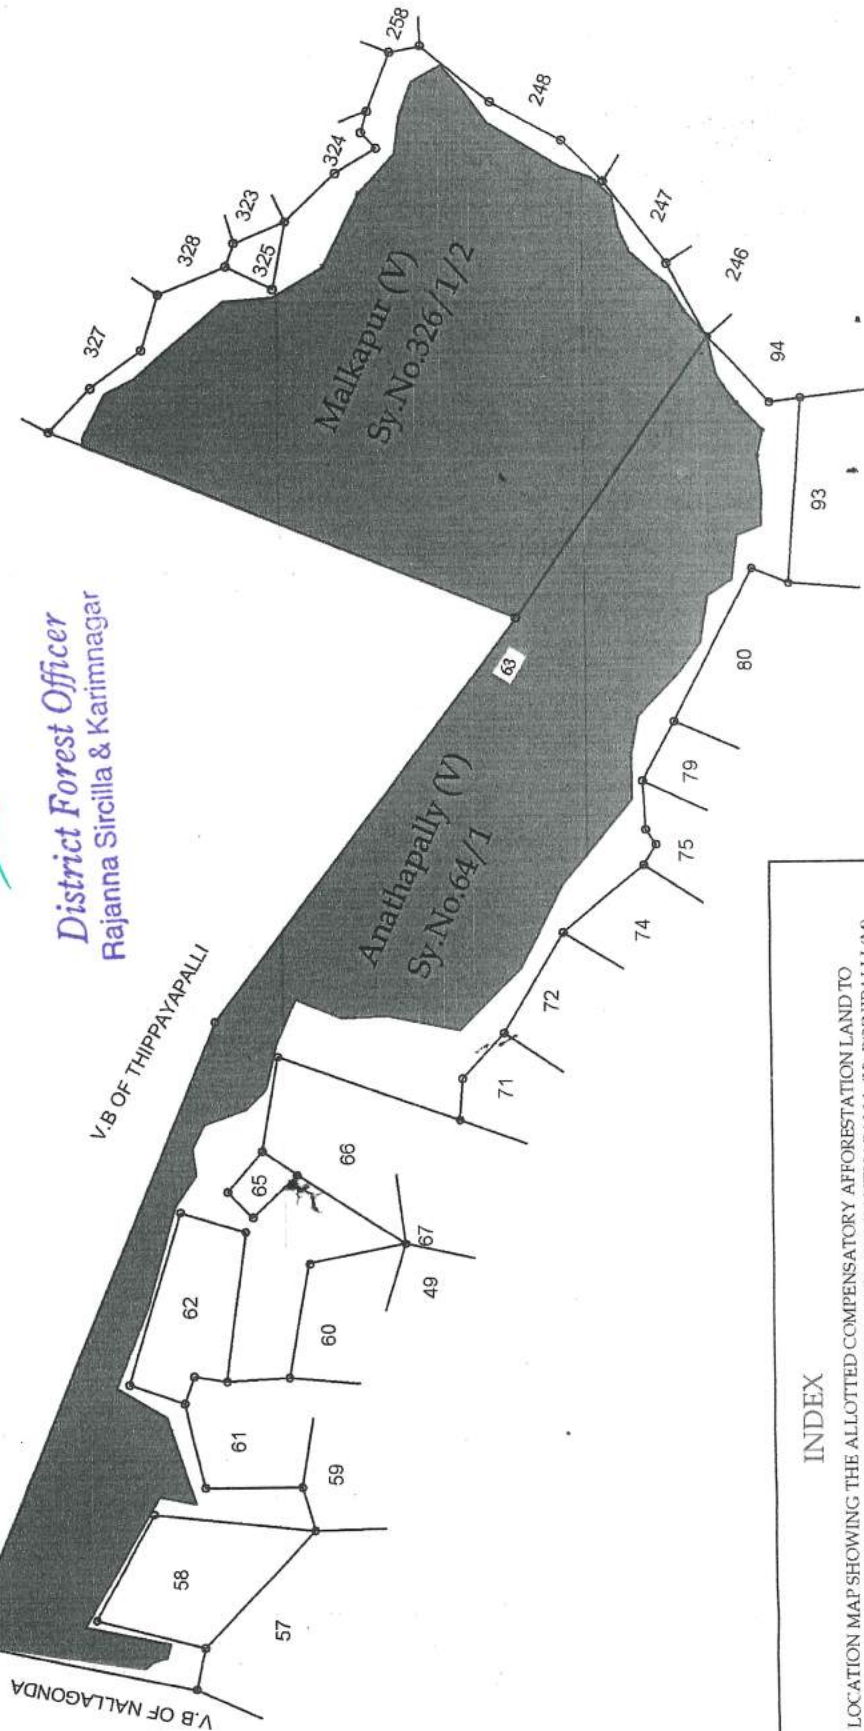 District Forest Officer
Rajanna Sircilla & Karimnagar
V.B OF THIPPAYAPALLI
V.B OF NALLAGONDA
Malkapur (V)
Sy.No.326/1/2
Anathapally (V)
Sy.No.64/1
63
258
248
324
323
328
325
327
247
246
94
93
80
79
75
74
72
71
66
65
67
49
62
60
61
59
58
57
INDEX
LOCATION MAP SHOWING THE ALLOTTED COMPENSATORY AFFORESTATION LAND TO